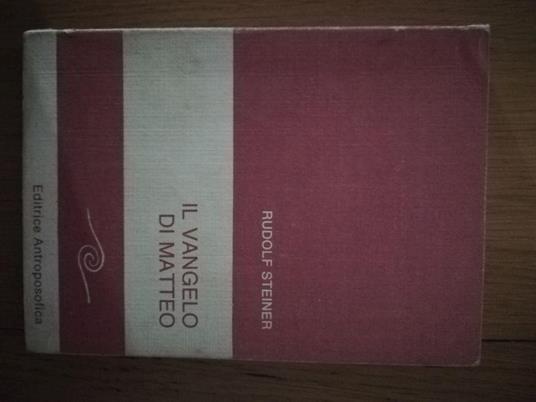 RUDOLF STEINER
IL VANGELO
DI MATTEO
Editrice Antroposofica